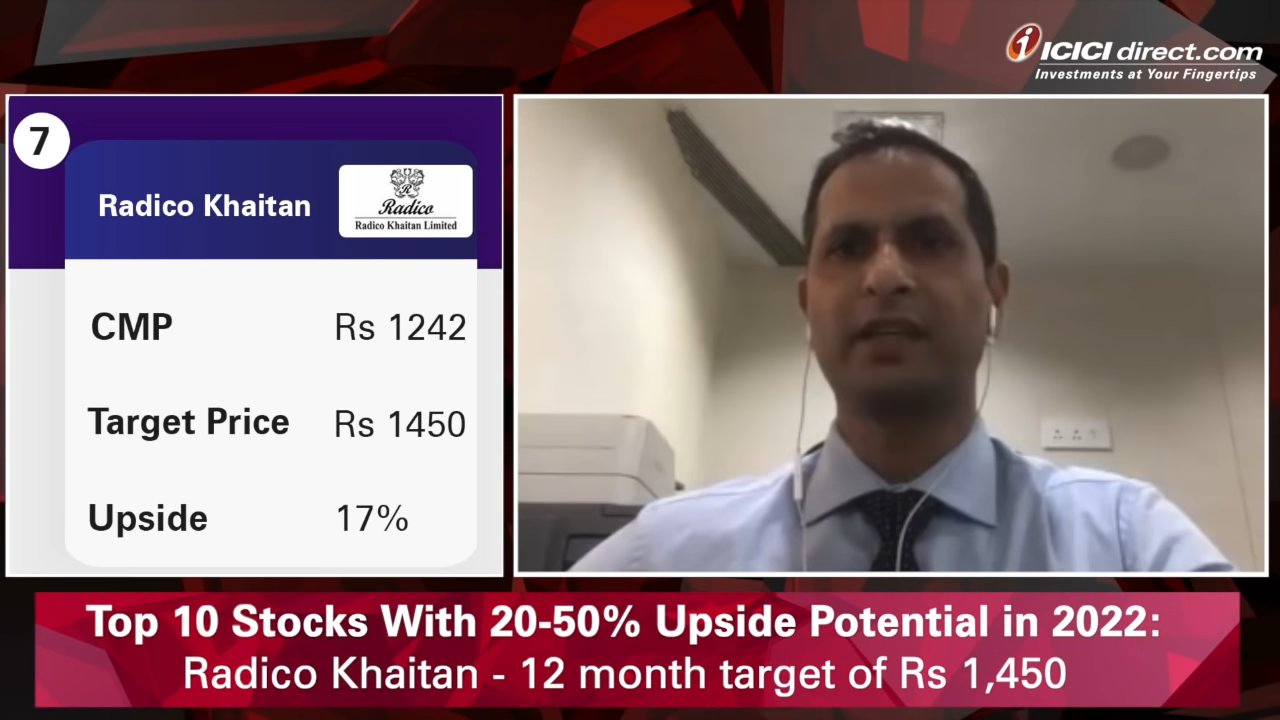 ICICI direct.com
Investments at Your Fingertips
7
Radico Khaitan
R
Radico
Radico Khaitan Limited
CMP Rs 1242
Target Price Rs 1450
Upside 17%
Top 10 Stocks With 20-50% Upside Potential in 2022:
Radico Khaitan - 12 month target of Rs 1,450